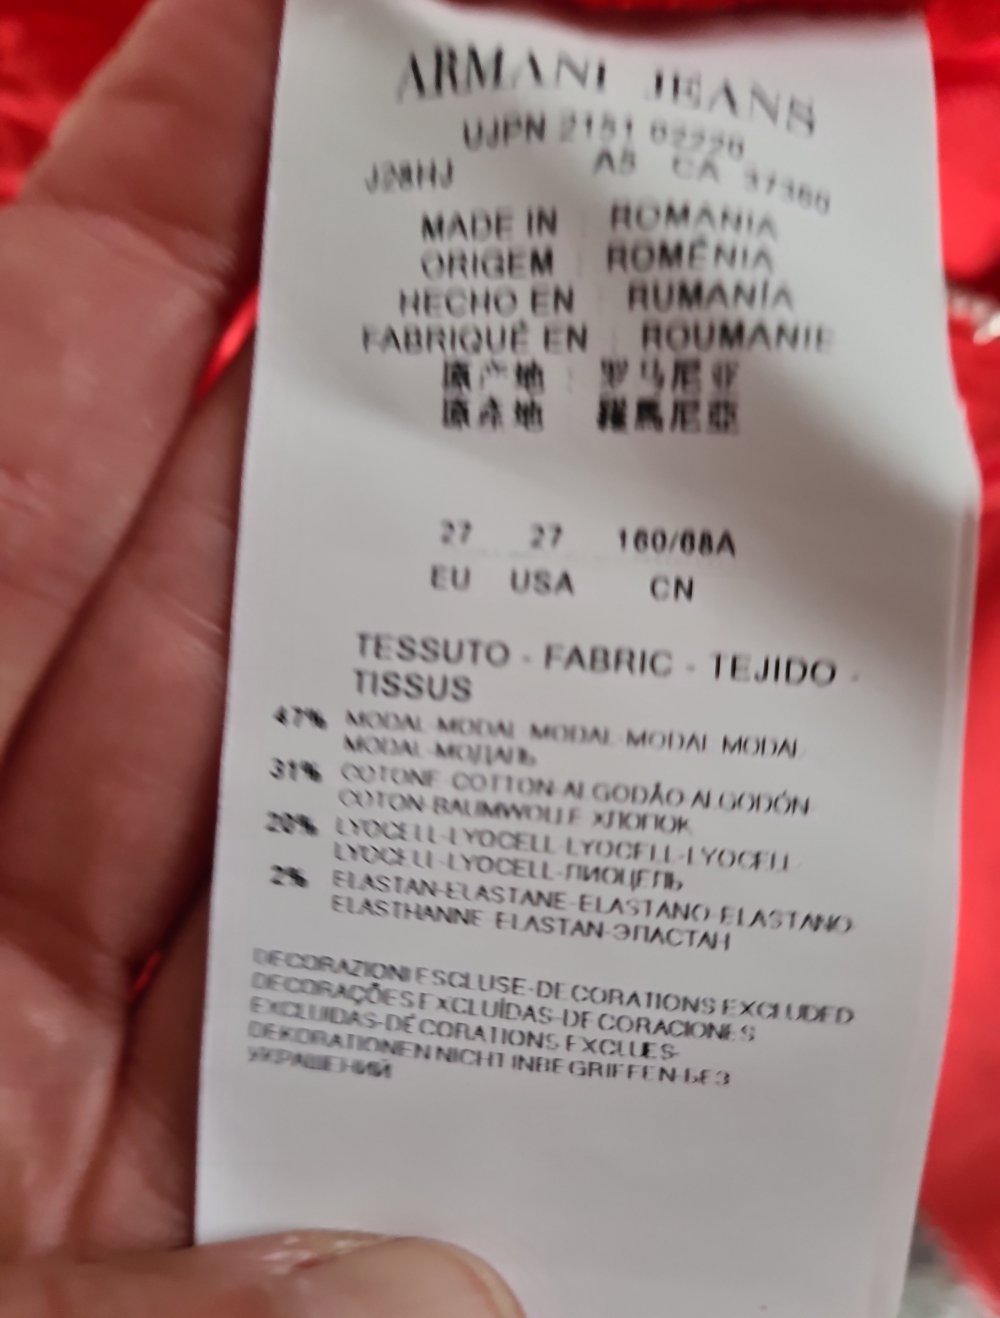 ARMANI JEANS
UJPN 2151 02220
J28HJ A5 CA 37360
MADE IN ROMANIA
ORIGEM ROMÉNIA
HECHO EN RUMANÍA
FABRIQUÉ EN ROUMANIE
原产地 : 罗马尼亚
原產地 羅馬尼亞
27 27 160/68A
EU USA CN
TESSUTO - FABRIC - TEJIDO -
TISSUS
47% MODAL-MODAL-MODAL-MODAL-MODAL
MODAL-МОДАЛЬ
31% COTONE-COTTON-ALGODÃO-ALGODÓN
COTON-BAUMWOLLE-ХЛОПОК
20% LYOCELL-LYOCELL-LYOCELL-LYOCELL
LYOCELL-LYOCELL-ЛИОЦЕЛЬ
2% ELASTAN-ELASTANE-ELASTANO-ELASTANO
ELASTHANNE-ELASTAN-ЭЛАСТАН
DECORAZIONI ESCLUSE-DECORATIONS EXCLUDED
DECORAÇÕES EXCLUÍDAS-DECORACIONES
EXCLUIDAS-DÉCORATIONS EXCLUES-
DEKORATIONEN NICHT INBEGRIFFEN-БЕЗ
УКРАШЕНИЙ